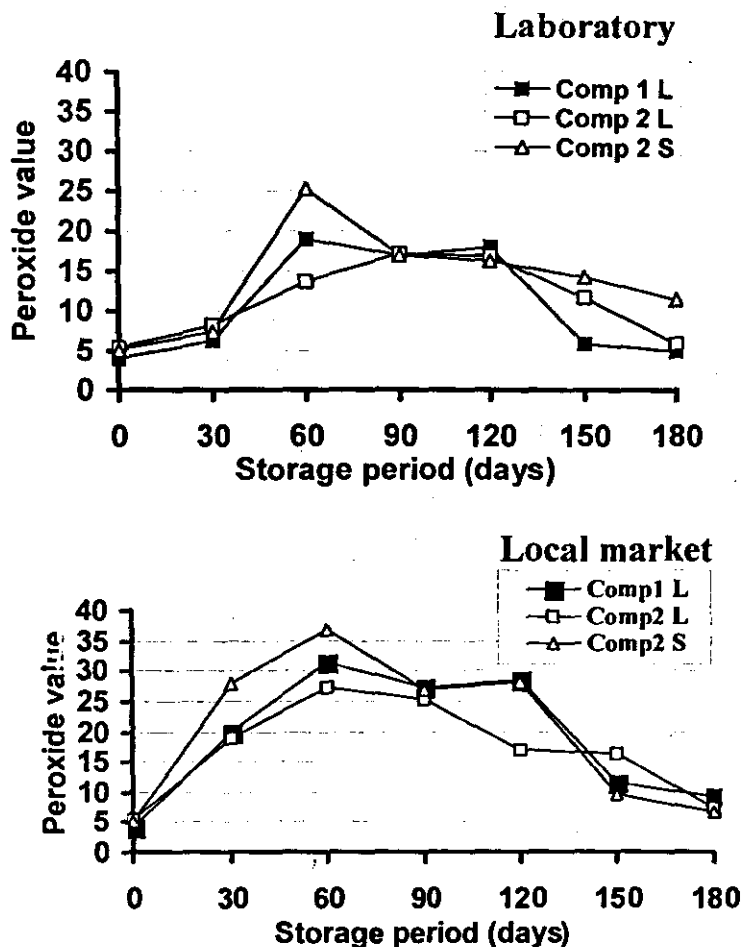 Laboratory
Comp 1 L
Comp 2 L
Comp 2 S
Peroxide value
40
35
30
25
20
15
10
5
0
0 30 60 90 120 150 180
Storage period (days)
Local market
Comp1 L
Comp2 L
Comp2 S
Peroxide value
40
35
30
25
20
15
10
5
0
0 30 60 90 120 150 180
Storage period (days)